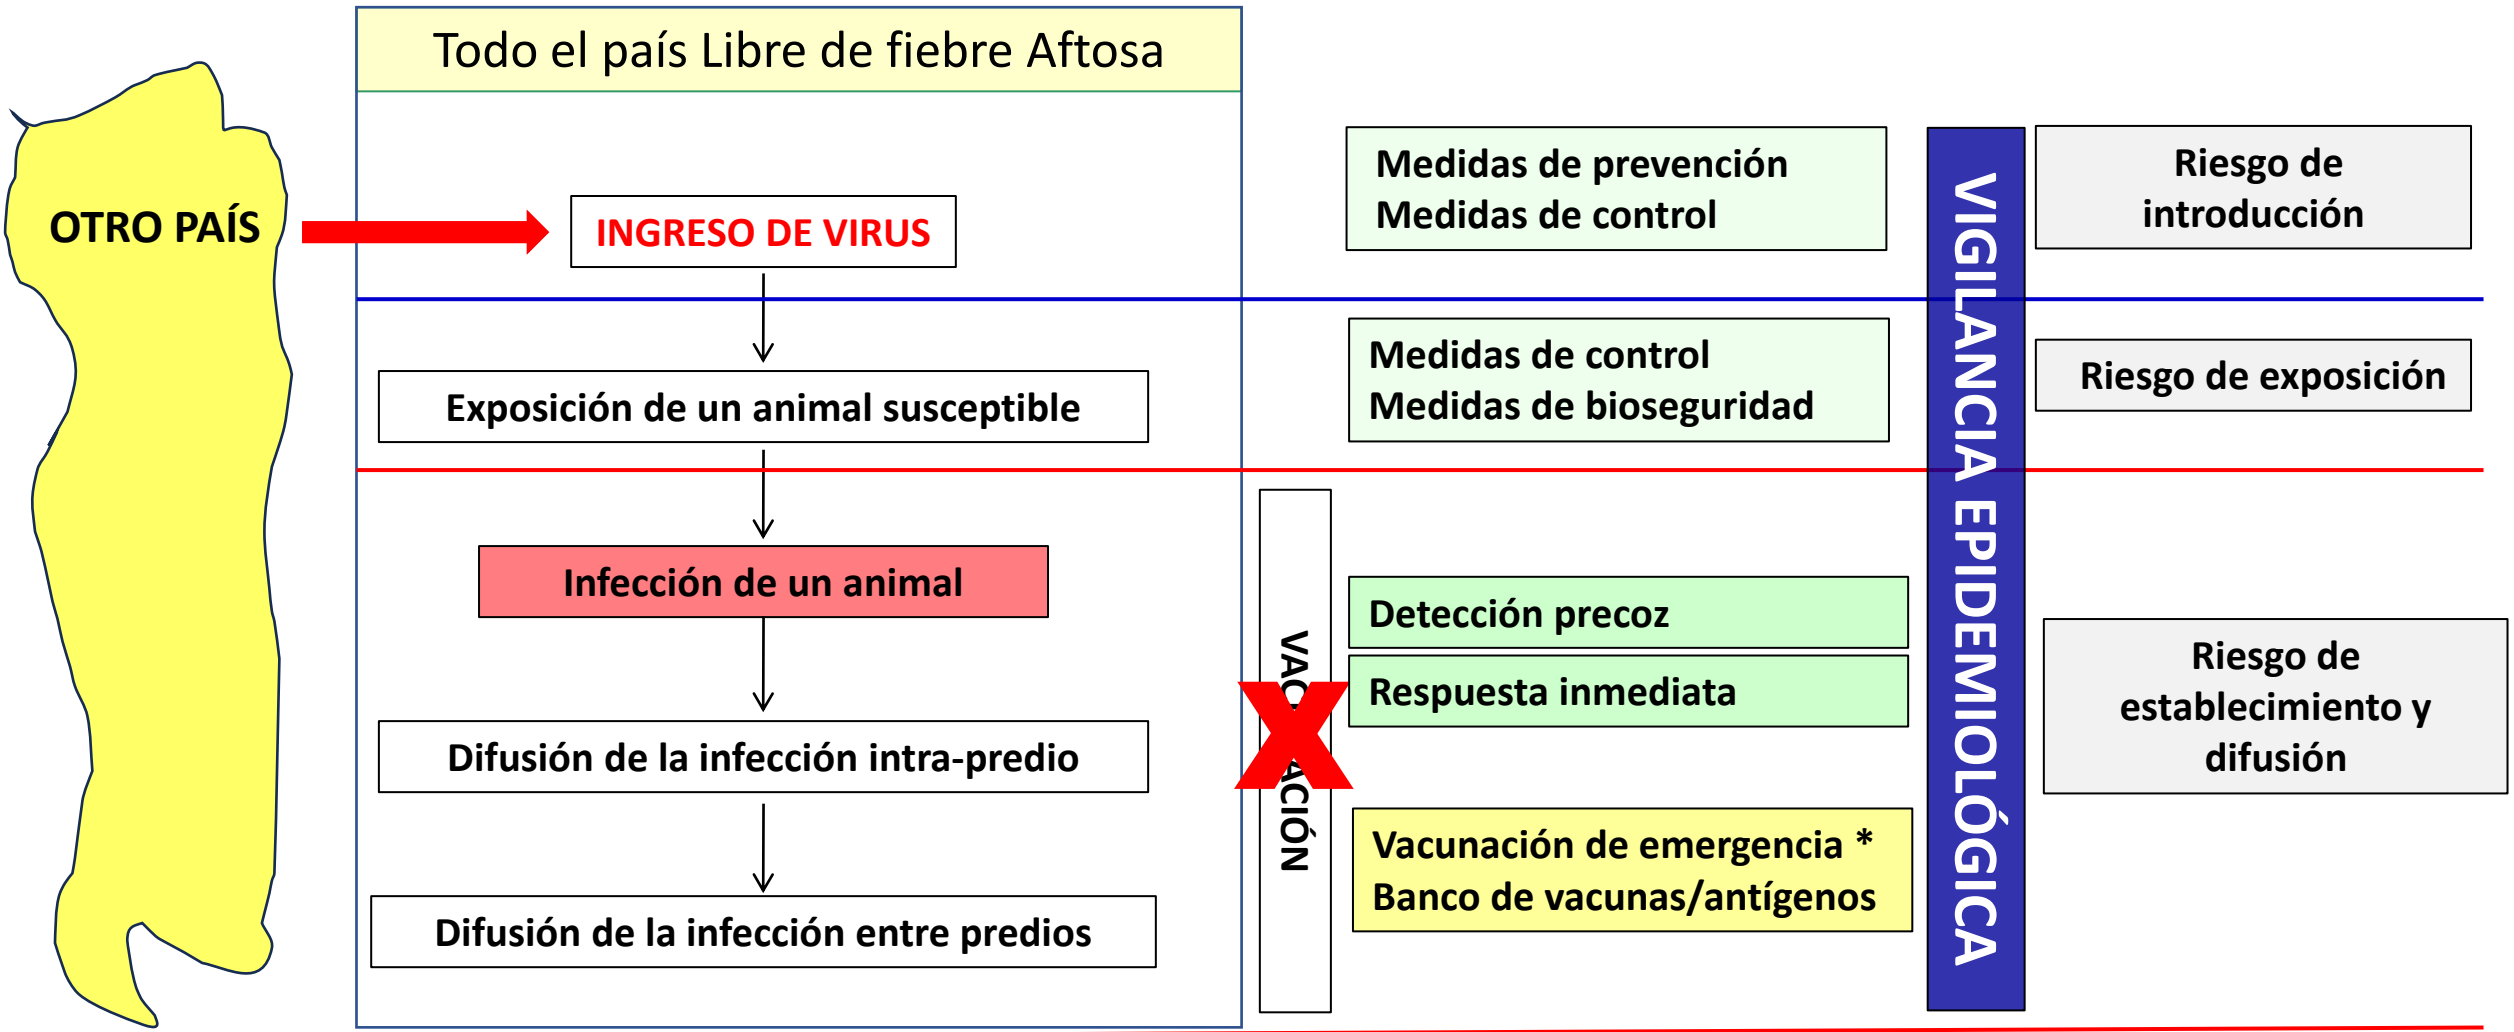 Todo el país Libre de fiebre Aftosa
OTRO PAÍS
INGRESO DE VIRUS
Medidas de prevención
Medidas de control
Riesgo de
introducción
Exposición de un animal susceptible
Medidas de control
Medidas de bioseguridad
Riesgo de exposición
VIGILANCIA EPIDEMIOLÓGICA
Infección de un animal
Difusión de la infección intra-predio
Difusión de la infección entre predios
VACUNACIÓN
Detección precoz
Respuesta inmediata
Vacunación de emergencia *
Banco de vacunas/antígenos
Riesgo de
establecimiento y
difusión